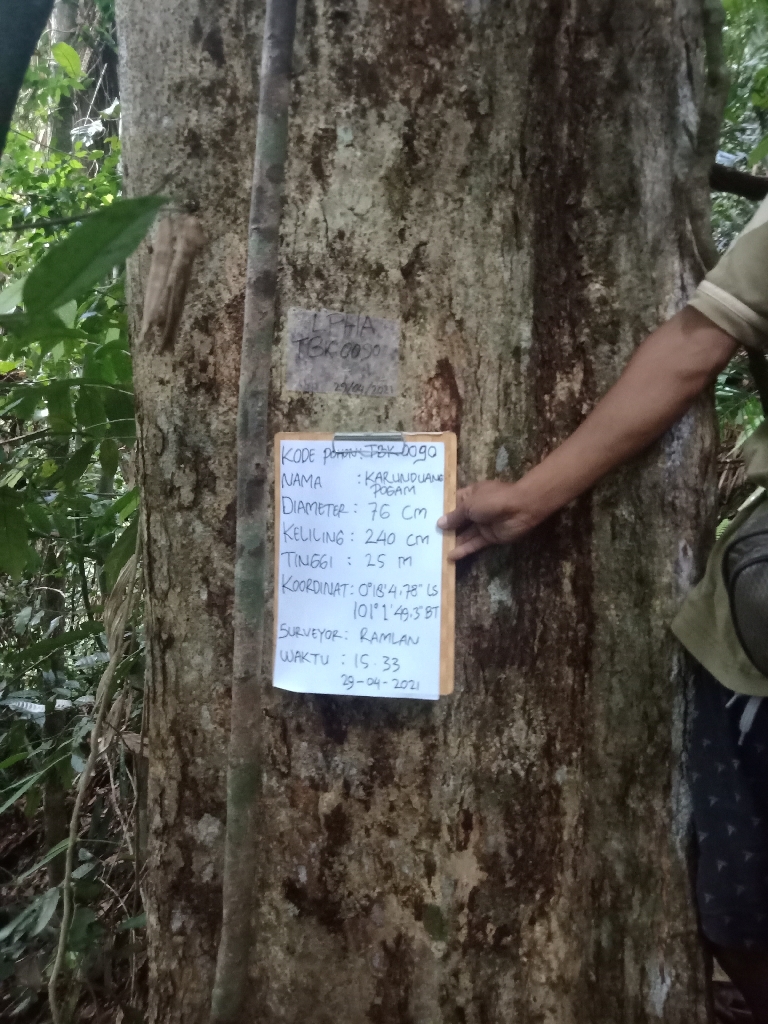 LPHA
TBK0090
29/04/2021
KODE POHON: TBK0090
NAMA : KARUNDUANG
POGAM
DIAMETER : 76 CM
KELILING : 240 CM
TINGGI : 25 M
KOORDINAT : 0°18'4,78" LS
101°1'49,3" BT
SURVEYOR : RAMLAN
WAKTU : 15.33
29-04-2021